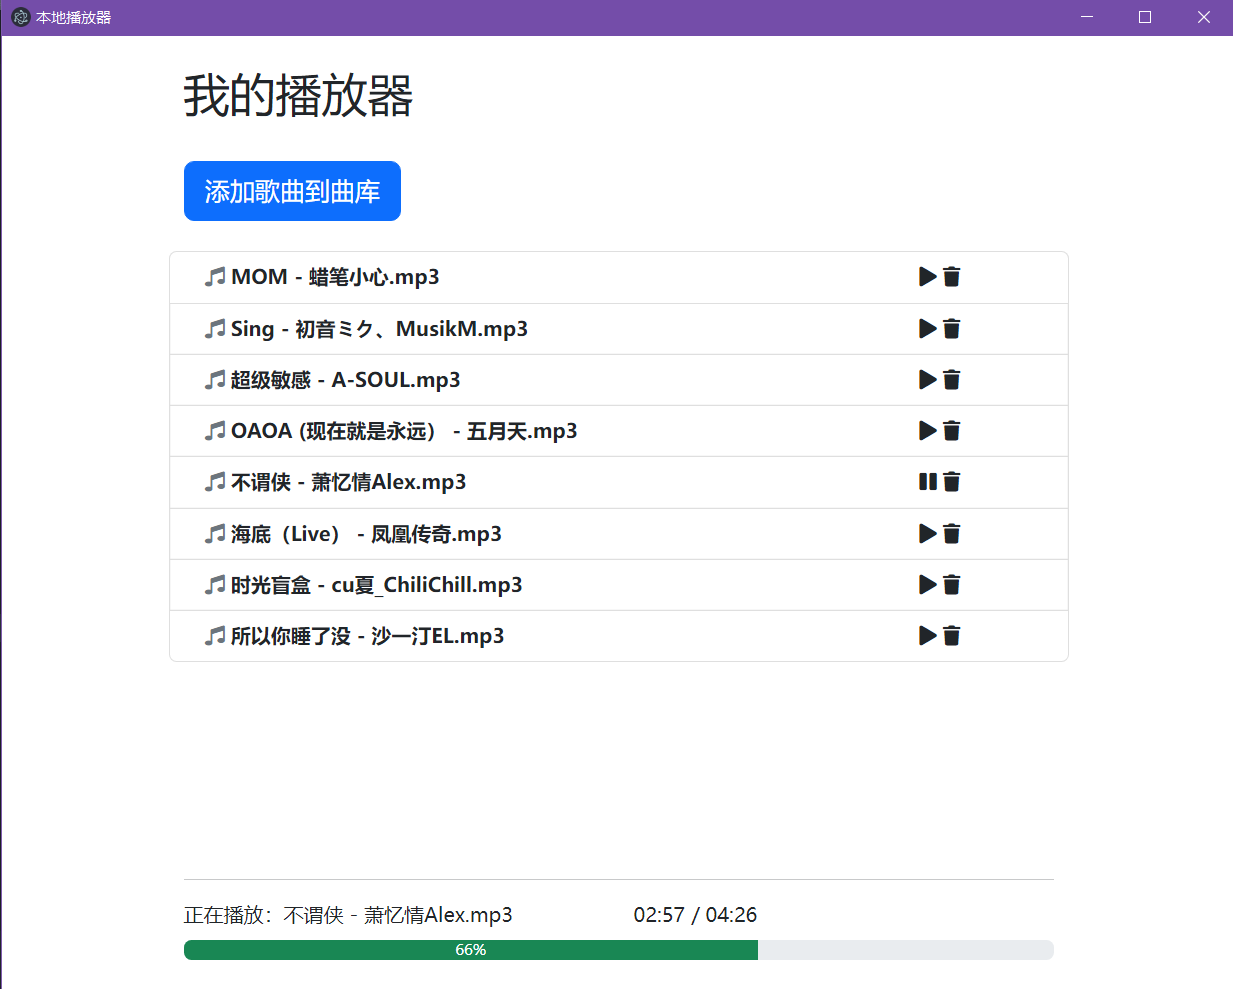 本地播放器
我的播放器
添加歌曲到曲库
MOM - 蜡笔小心.mp3
Sing - 初音ミク、MusikM.mp3
超级敏感 - A-SOUL.mp3
OAOA (现在就是永远） - 五月天.mp3
不谓侠 - 萧忆情Alex.mp3
海底（Live） - 凤凰传奇.mp3
时光盲盒 - cu夏_ChiliChill.mp3
所以你睡了没 - 沙一汀EL.mp3
正在播放：不谓侠 - 萧忆情Alex.mp3 02:57 / 04:26
66%